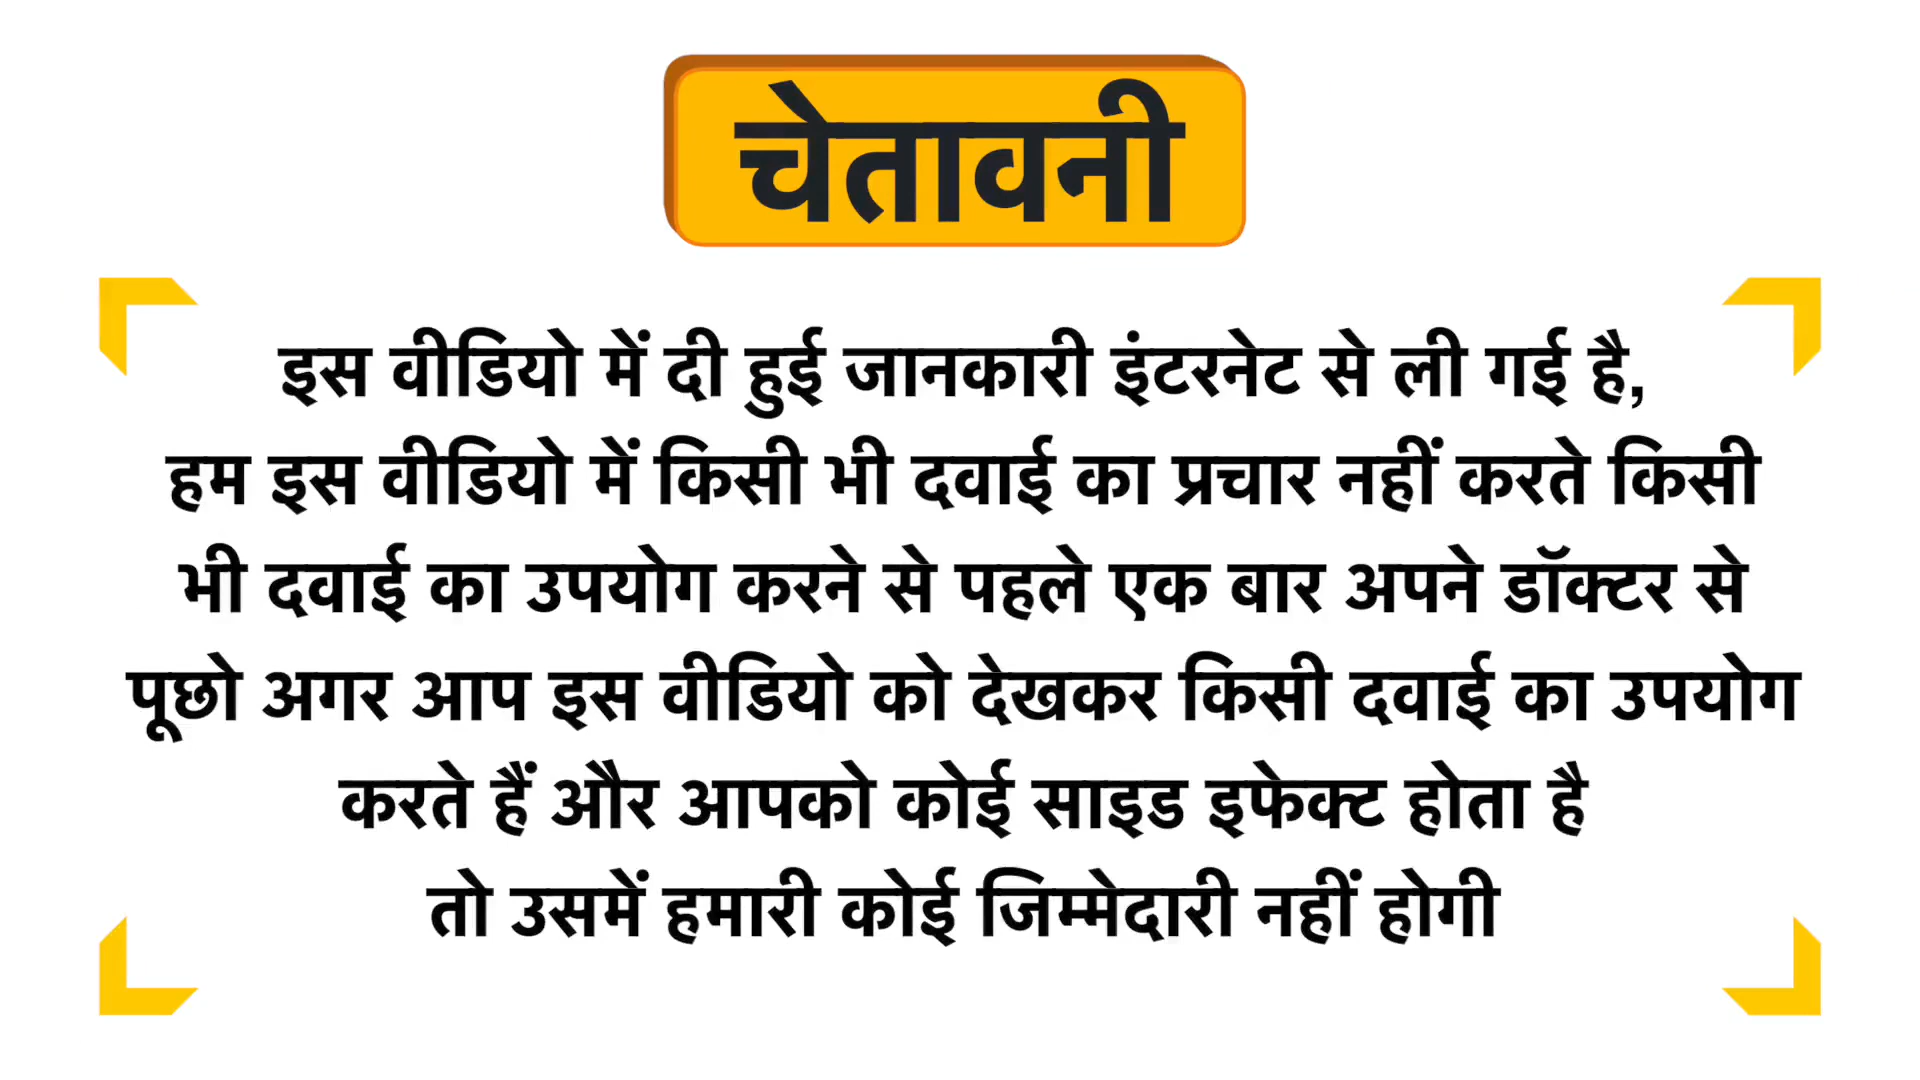 चेतावनी
इस वीडियो में दी हुई जानकारी इंटरनेट से ली गई है,
हम इस वीडियो में किसी भी दवाई का प्रचार नहीं करते किसी
भी दवाई का उपयोग करने से पहले एक बार अपने डॉक्टर से
पूछो अगर आप इस वीडियो को देखकर किसी दवाई का उपयोग
करते हैं और आपको कोई साइड इफेक्ट होता है
तो उसमें हमारी कोई जिम्मेदारी नहीं होगी